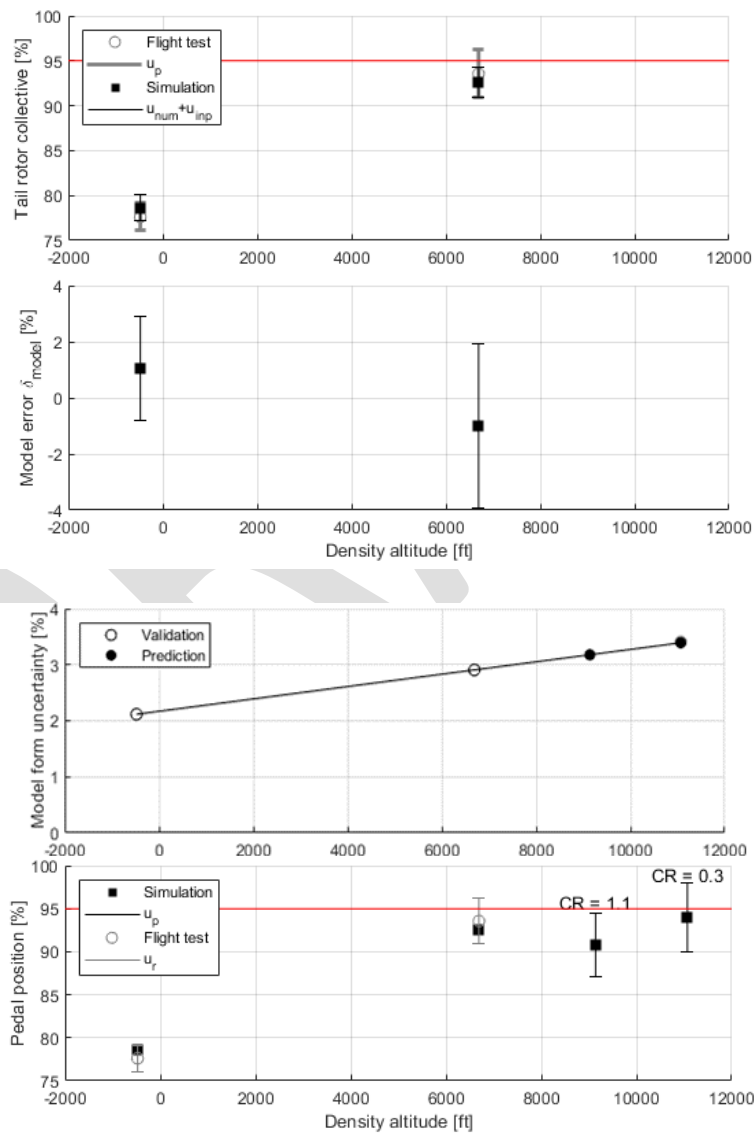 Tail rotor collective [%]
100
95
90
85
80
75
Flight test
u_p
Simulation
u_num+u_inp
-2000 0 2000 4000 6000 8000 10000 12000
Model error δ_model [%]
4
2
0
-2
-4
-2000 0 2000 4000 6000 8000 10000 12000
Density altitude [ft]
Model form uncertainty [%]
4
3
2
1
0
Validation
Prediction
-2000 0 2000 4000 6000 8000 10000 12000
Pedal position [%]
100
95
90
85
80
75
Simulation
u_p
Flight test
u_r
CR = 1.1
CR = 0.3
-2000 0 2000 4000 6000 8000 10000 12000
Density altitude [ft]